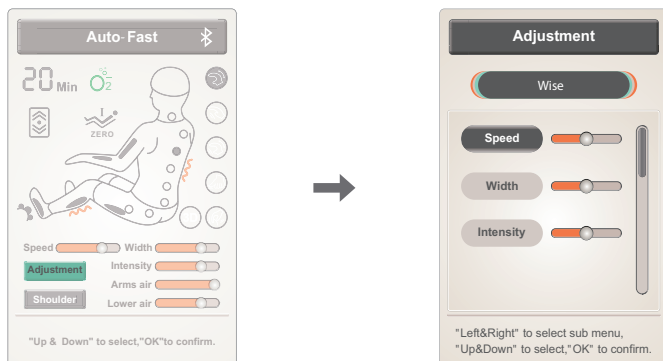 Auto-Fast
20 Min O₂⁻
ZERO
Speed Width
Adjustment Intensity
Arms air
Shoulder Lower air
"Up & Down" to select,"OK"to confirm.
Adjustment
Wise
Speed
Width
Intensity
"Left&Right" to select sub menu,
"Up&Down" to select,"OK" to confirm.